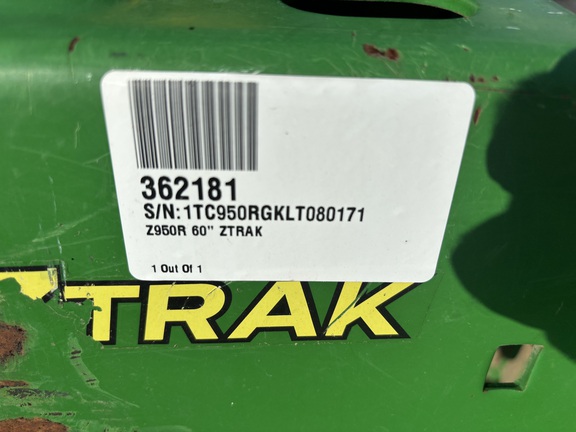 362181
S/N:1TC950RGKLT080171
Z950R 60" ZTRAK
1 Out Of 1
TRAK